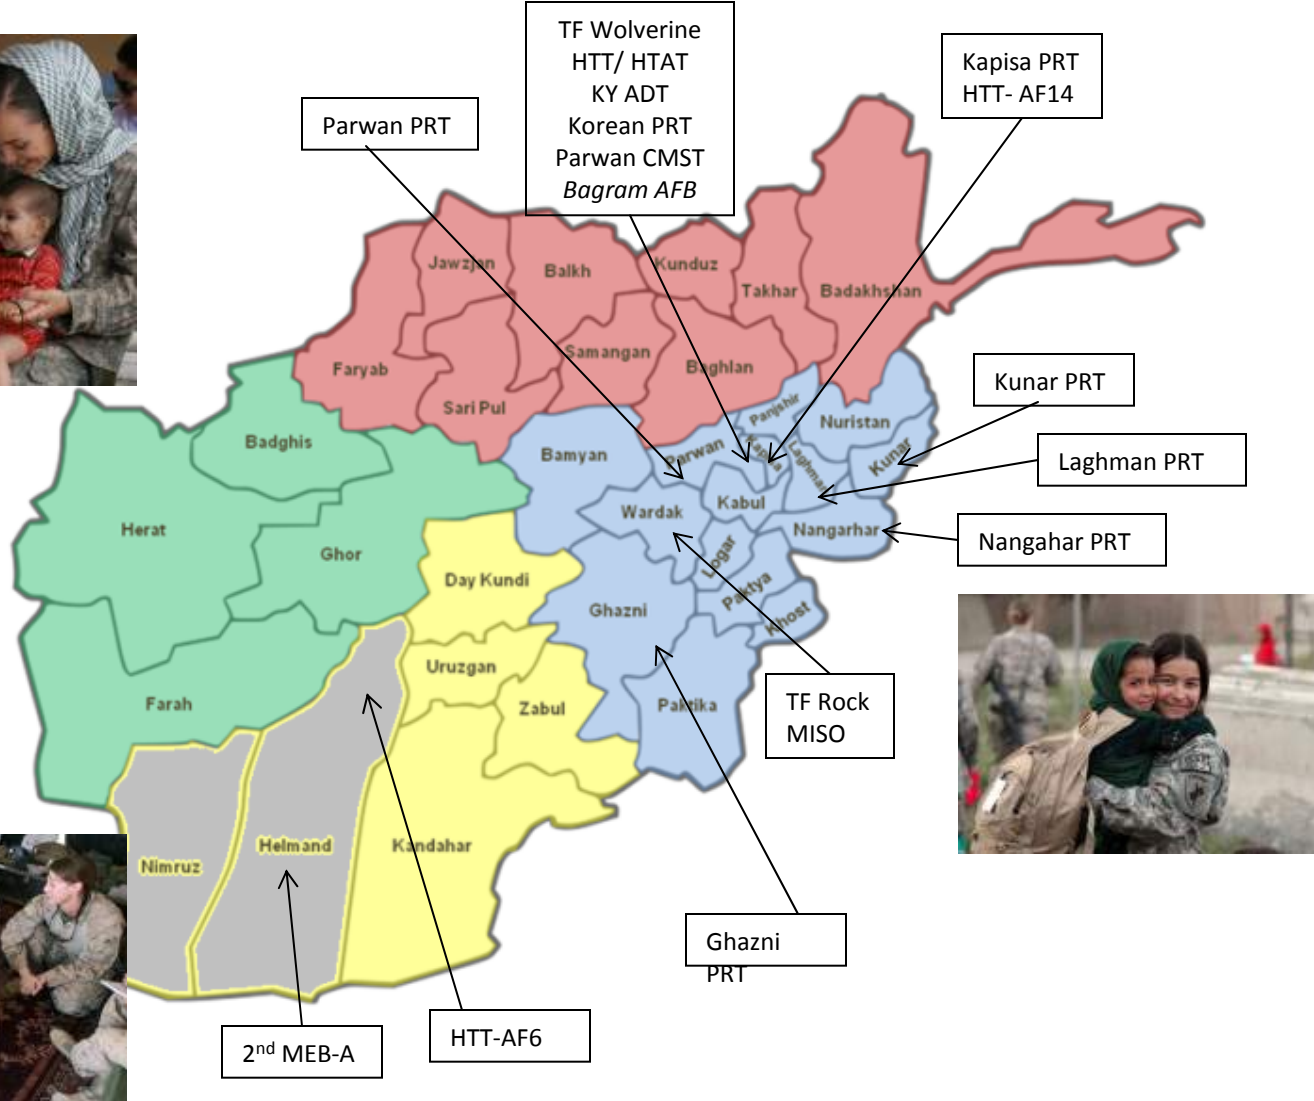 TF Wolverine
HTT/ HTAT
KY ADT
Korean PRT
Parwan CMST
Bagram AFB
Kapisa PRT
HTT- AF14
Parwan PRT
Jawzjan
Balkh
Kunduz
Takhar
Badakhshan
Faryab
Samangan
Baghlan
Sari Pul
Kunar PRT
Badghis
Bamyan
Parwan
Panjshir
Kapisa
Nuristan
Laghman
Kunar
Laghman PRT
Herat
Ghor
Wardak
Kabul
Nangarhar
Nangahar PRT
Logar
Day Kundi
Ghazni
Paktya
Khost
Uruzgan
Farah
Zabul
Paktika
TF Rock
MISO
Nimruz
Helmand
Kandahar
Ghazni
PRT
2nd MEB-A
HTT-AF6